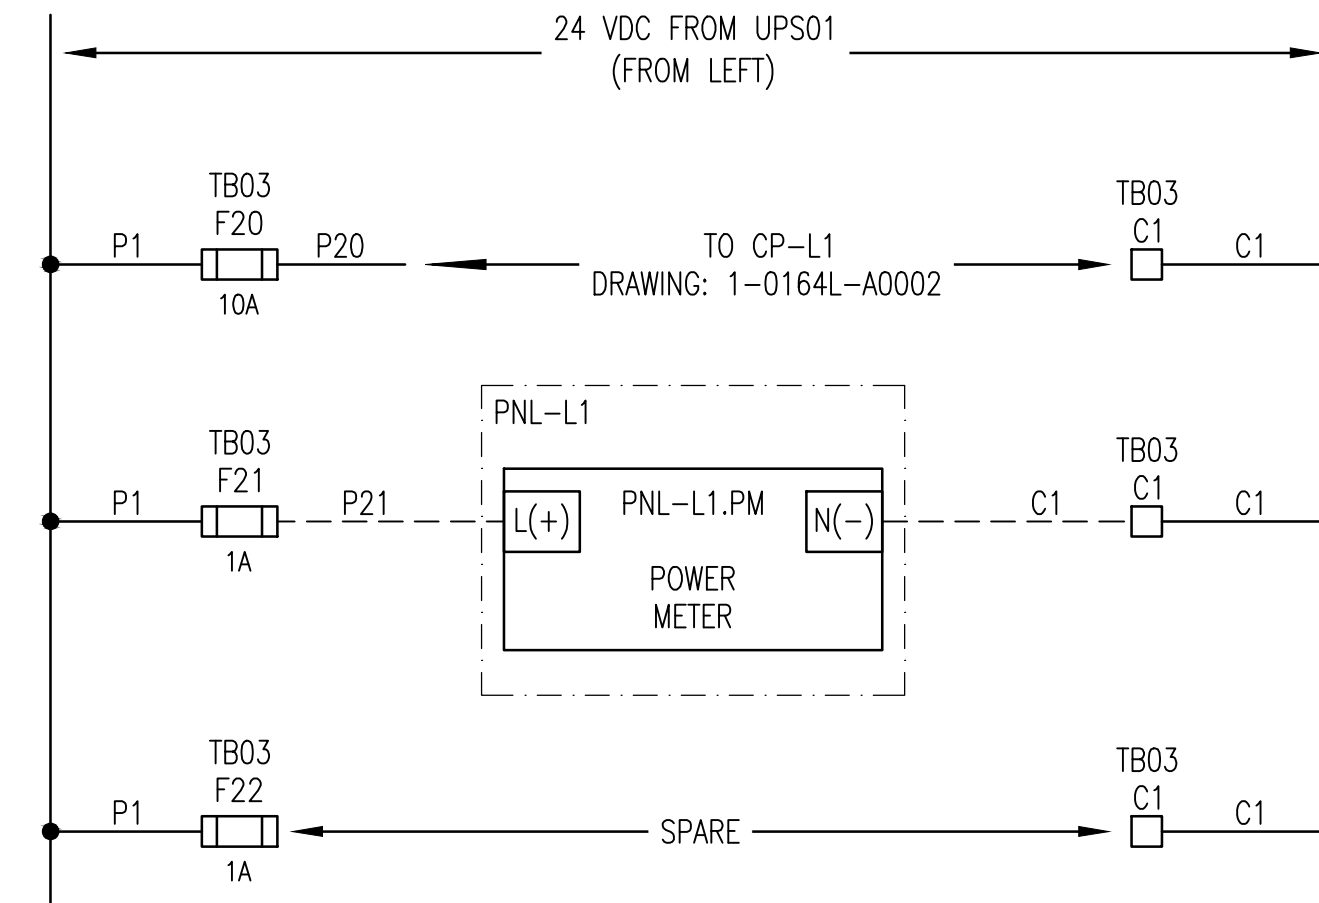 24 VDC FROM UPS01
(FROM LEFT)
TB03
F20
P1
10A
P20
TO CP-L1
DRAWING: 1-0164L-A0002
TB03
C1
C1
PNL-L1
TB03
F21
P1
1A
P21
L(+)
PNL-L1.PM
N(-)
POWER
METER
C1
TB03
C1
C1
TB03
F22
P1
1A
SPARE
TB03
C1
C1